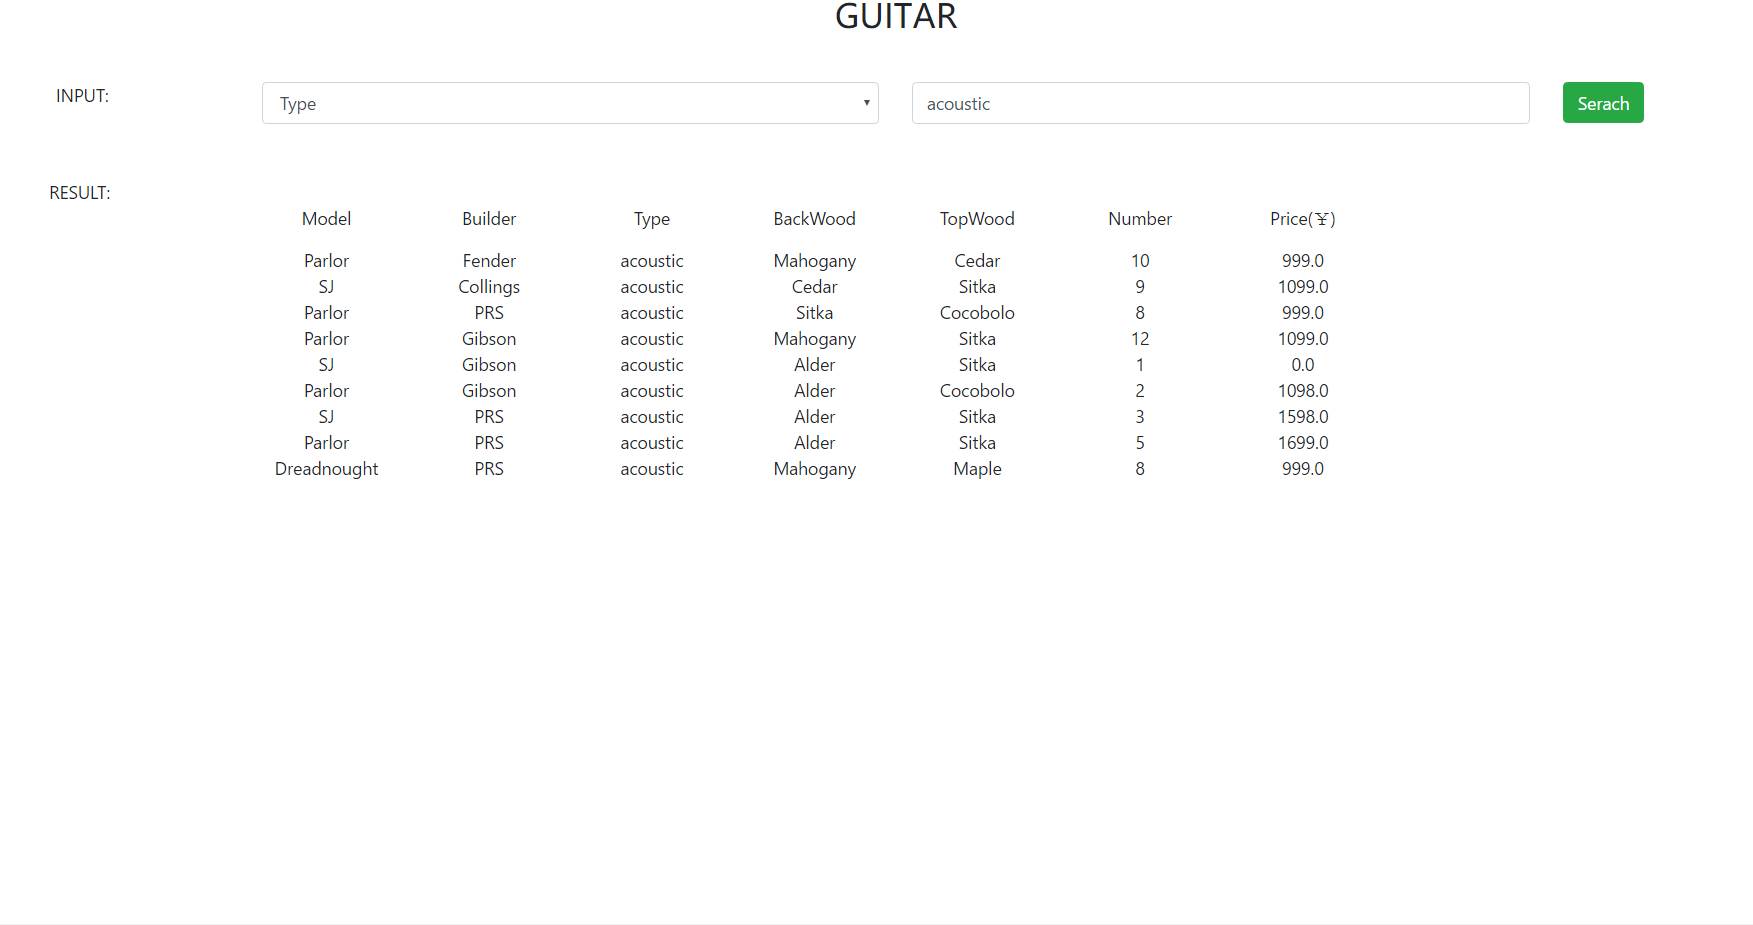 GUITAR
INPUT: Type acoustic Serach
RESULT:
Model Builder Type BackWood TopWood Number Price(¥)
Parlor Fender acoustic Mahogany Cedar 10 999.0
SJ Collings acoustic Cedar Sitka 9 1099.0
Parlor PRS acoustic Sitka Cocobolo 8 999.0
Parlor Gibson acoustic Mahogany Sitka 12 1099.0
SJ Gibson acoustic Alder Sitka 1 0.0
Parlor Gibson acoustic Alder Cocobolo 2 1098.0
SJ PRS acoustic Alder Sitka 3 1598.0
Parlor PRS acoustic Alder Sitka 5 1699.0
Dreadnought PRS acoustic Mahogany Maple 8 999.0